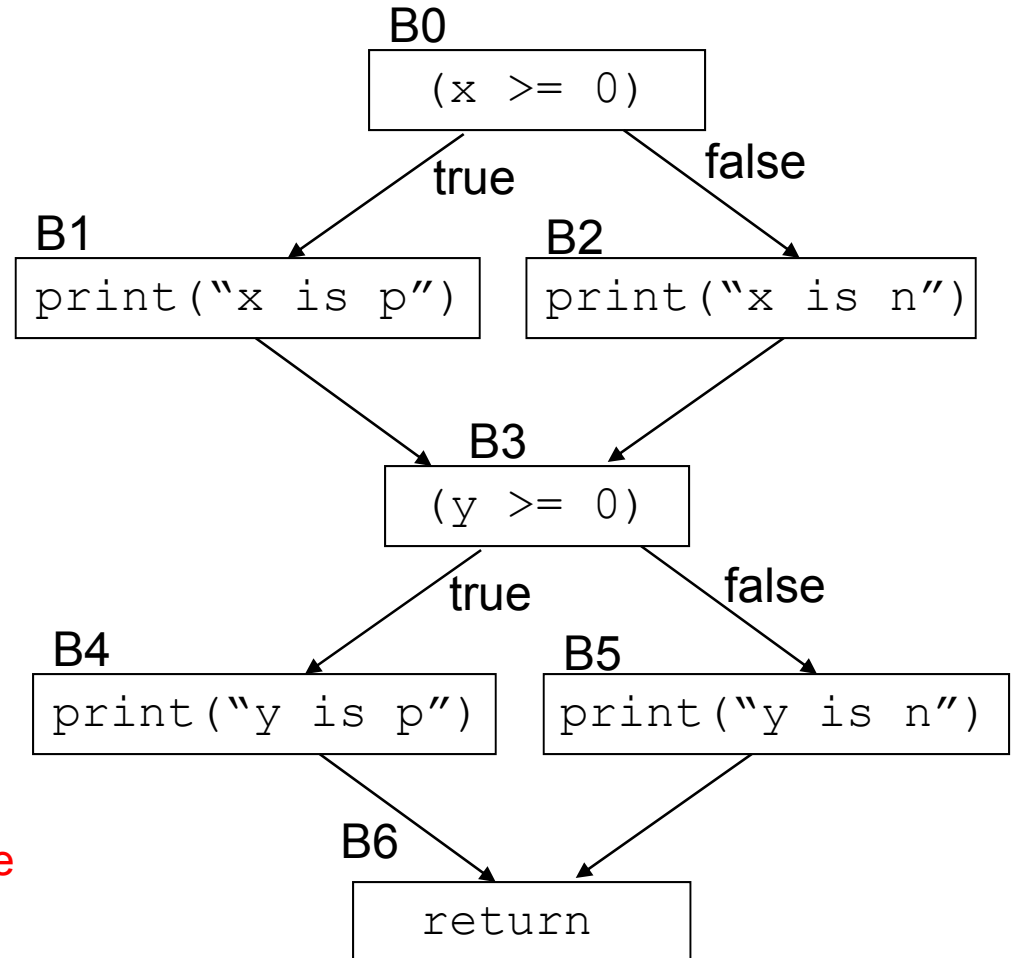 B0
(x >= 0)
true
false
B1
B2
print(“x is p”)
print(“x is n”)
B3
(y >= 0)
true
false
B4
B5
print(“y is p”)
print(“y is n”)
B6
e
return